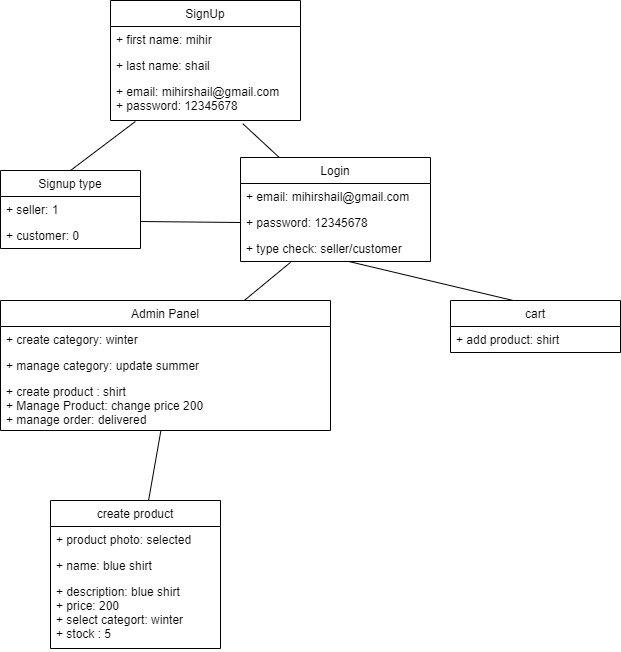 SignUp
+ first name: mihir
+ last name: shail
+ email: mihirshail@gmail.com
+ password: 12345678
Signup type
+ seller: 1
+ customer: 0
Login
+ email: mihirshail@gmail.com
+ password: 12345678
+ type check: seller/customer
Admin Panel
+ create category: winter
+ manage category: update summer
+ create product : shirt
+ Manage Product: change price 200
+ manage order: delivered
cart
+ add product: shirt
create product
+ product photo: selected
+ name: blue shirt
+ description: blue shirt
+ price: 200
+ select categort: winter
+ stock : 5